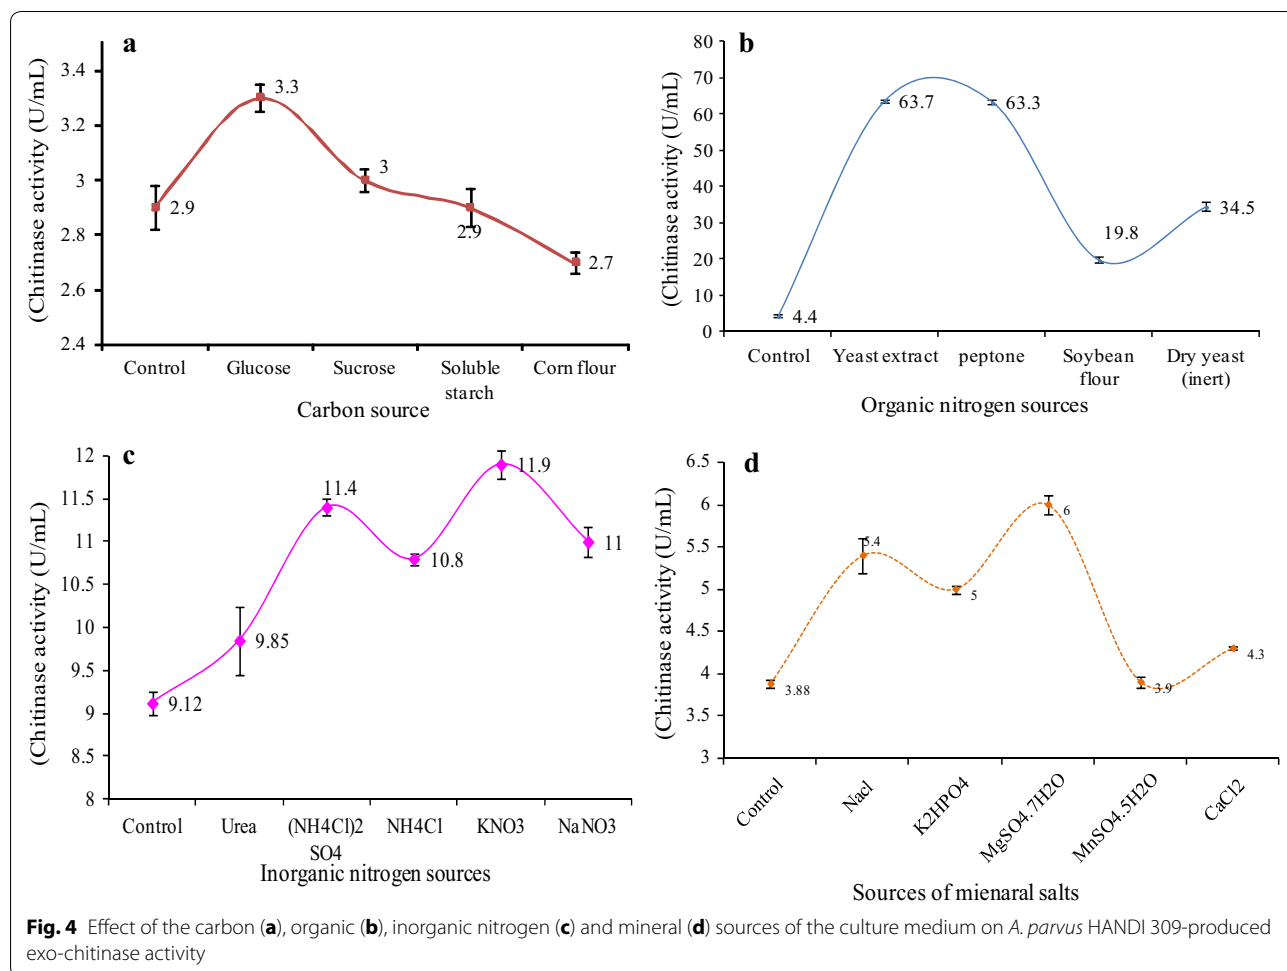 a
(Chitinase activity (U/mL)
3.4
3.2
3
2.8
2.6
2.4
2.9
3.3
3
2.9
2.7
Control
Glucose
Sucrose
Soluble
starch
Corn flour
Carbon source
b
(Chitinase activity (U/mL)
80
70
60
50
40
30
20
10
0
4.4
63.7
63.3
19.8
34.5
Control
Yeast extract
peptone
Soybean
flour
Dry yeast
(inert)
Organic nitrogen sources
c
((Chitinase activity (U/mL)
12
11.5
11
10.5
10
9.5
9
8.5
8
9.12
9.85
11.4
10.8
11.9
11
Control
Urea
(NH4Cl)2
SO4
NH4Cl
KNO3
NaNO3
Inorganic nitrogen sources
d
((Chitinase activity (U/mL)
6.5
6
5.5
5
4.5
4
3.5
3
3.88
5.4
5
6
3.9
4.3
Control
Nacl
K2HPO4
MgSO4.7H2O
MnSO4.5H2O
CaCl2
Sources of mienaral salts
Fig. 4 Effect of the carbon (a), organic (b), inorganic nitrogen (c) and mineral (d) sources of the culture medium on A. parvus HANDI 309-produced
exo-chitinase activity